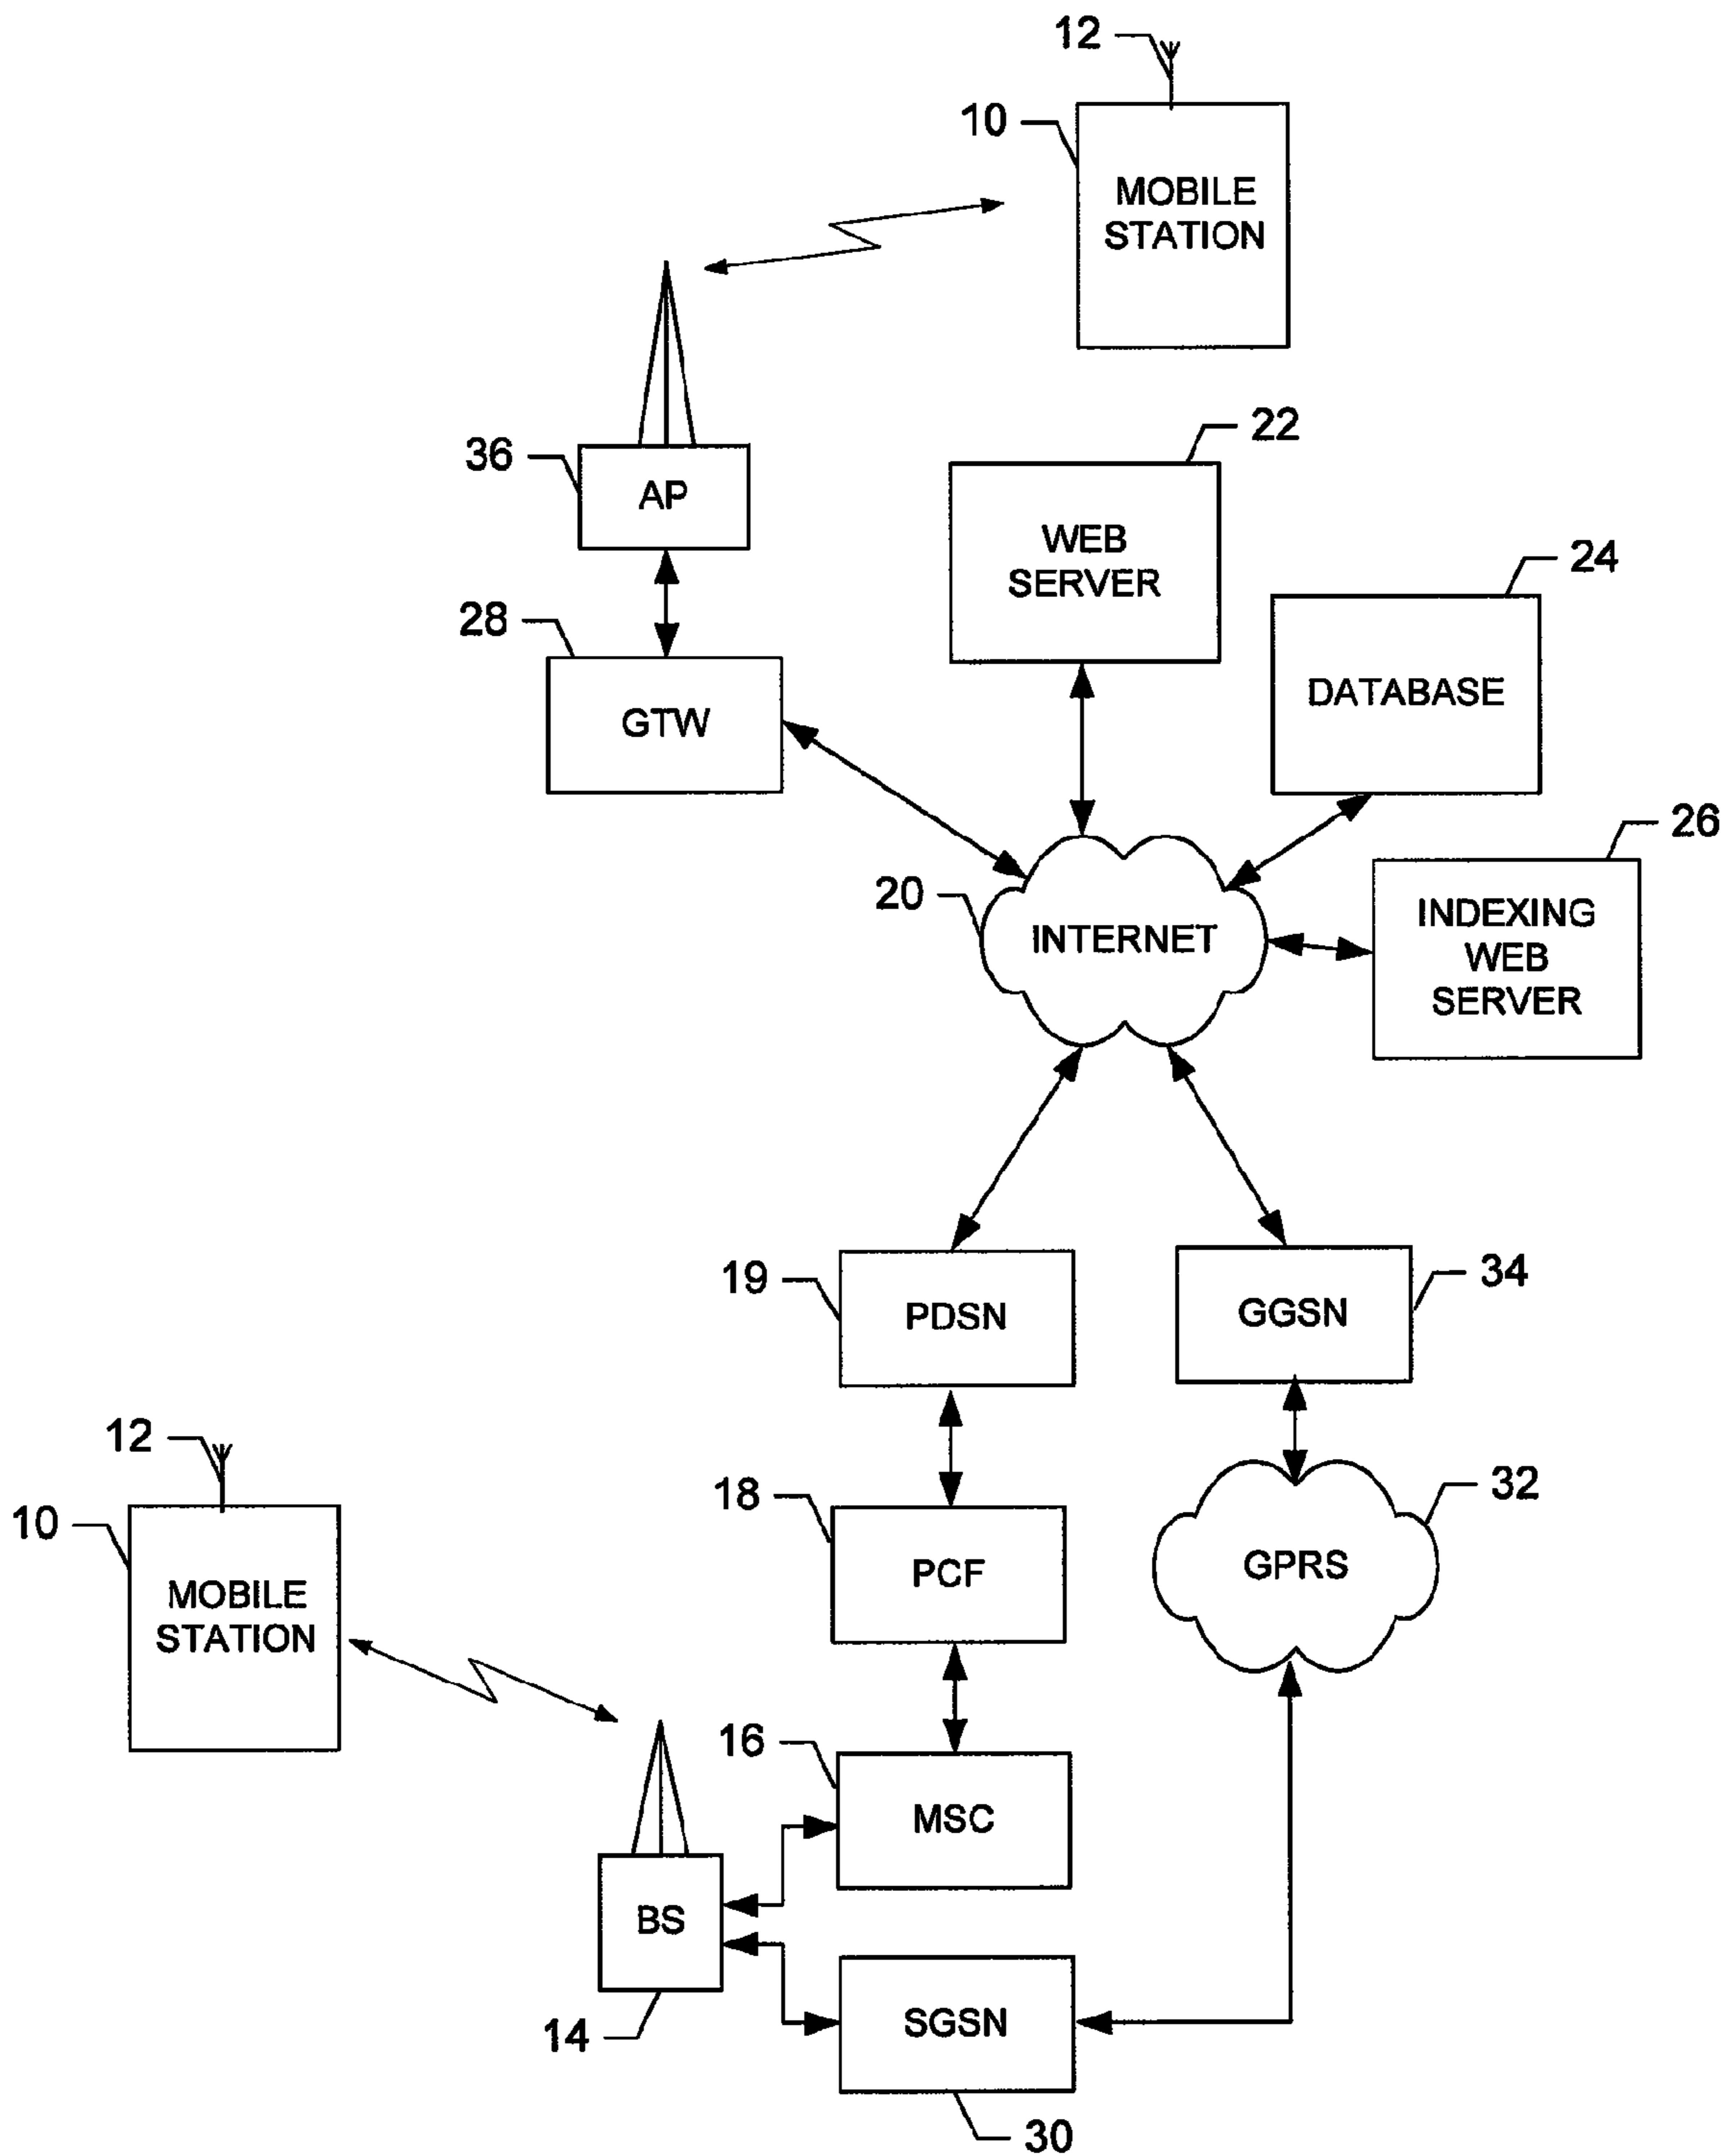 12
10
MOBILE
STATION
36
AP
22
WEB
SERVER
24
DATABASE
28
GTW
26
INDEXING
WEB
SERVER
20
INTERNET
19
PDSN
34
GGSN
12
10
MOBILE
STATION
18
PCF
32
GPRS
16
MSC
BS
14
SGSN
30